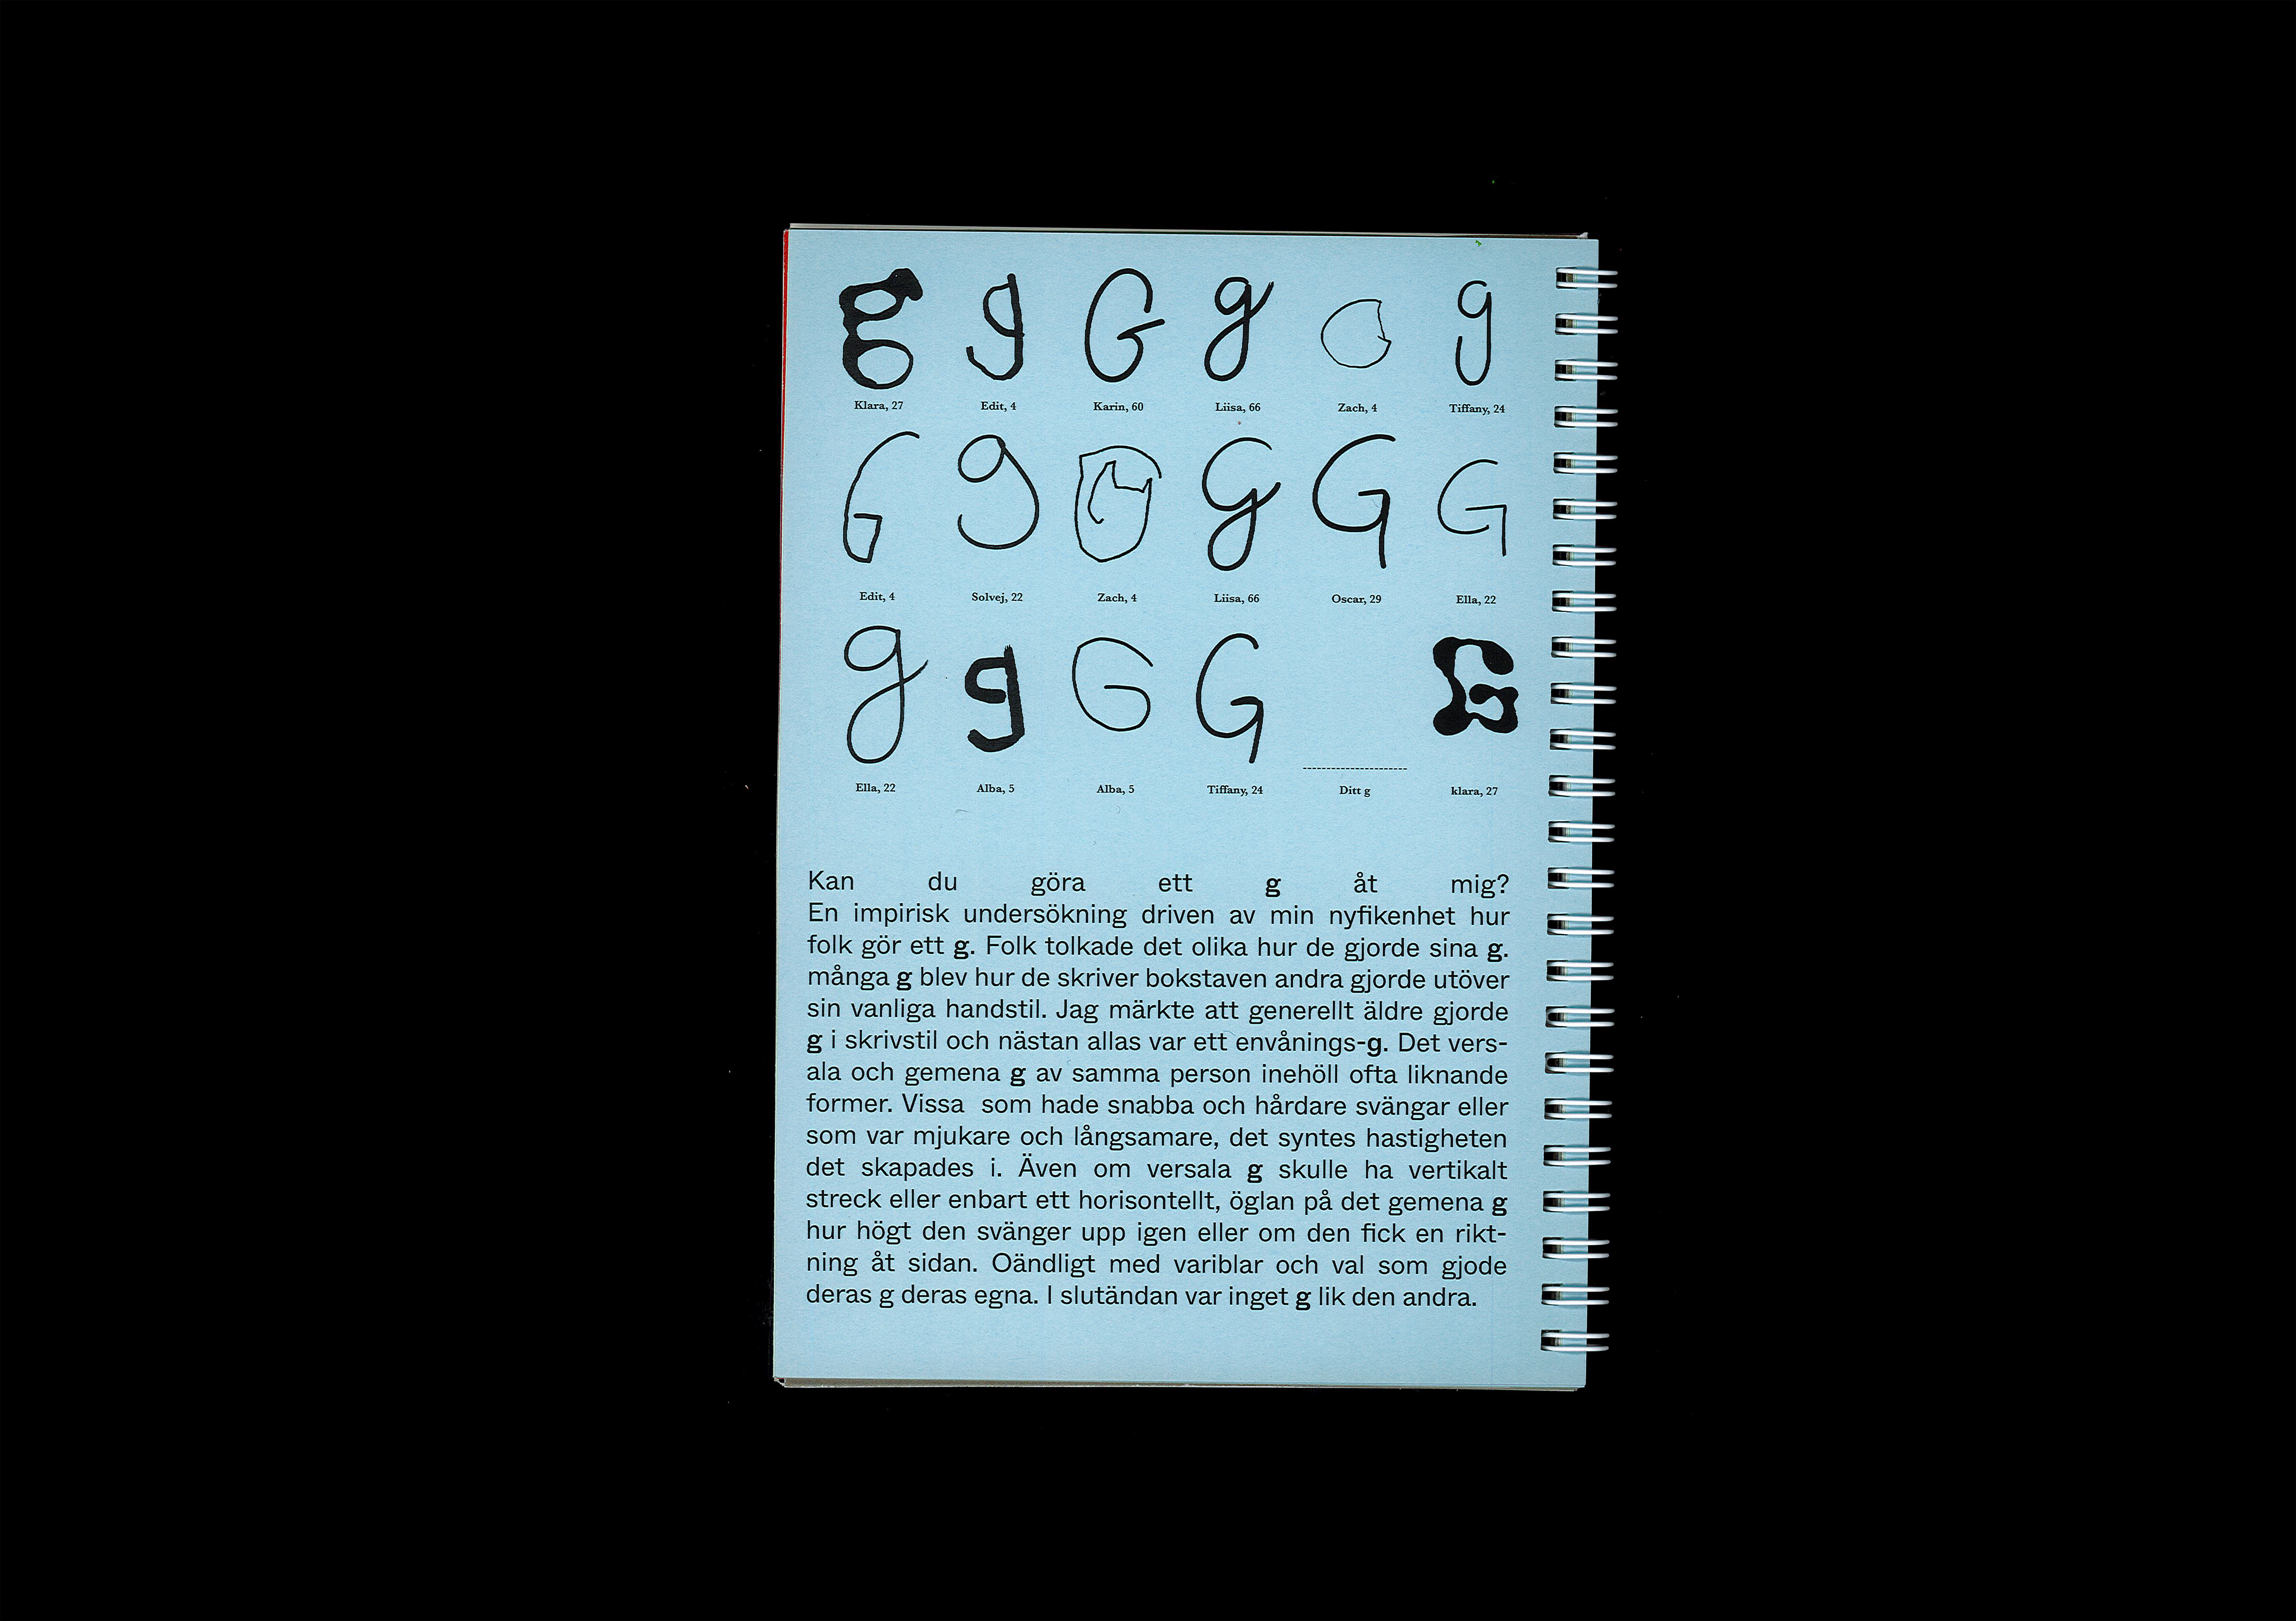 g g G g G g
Klara, 27 Edit, 4 Karin, 60 Liisa, 66 Zach, 4 Tiffany, 24
G g G g G G
Edit, 4 Solvej, 22 Zach, 4 Liisa, 66 Oscar, 29 Ella, 22
g g G G G
Ella, 22 Alba, 5 Alba, 5 Tiffany, 24 Ditt g klara, 27
Kan du göra ett g åt mig?
En impirisk undersökning driven av min nyfikenhet hur
folk gör ett g. Folk tolkade det olika hur de gjorde sina g.
många g blev hur de skriver bokstaven andra gjorde utöver
sin vanliga handstil. Jag märkte att generellt äldre gjorde
g i skrivstil och nästan allas var ett envånings-g. Det vers-
ala och gemena g av samma person inehöll ofta liknande
former. Vissa som hade snabba och hårdare svängar eller
som var mjukare och långsamare, det syntes hastigheten
det skapades i. Även om versala g skulle ha vertikalt
streck eller enbart ett horisontellt, öglan på det gemena g
hur högt den svänger upp igen eller om den fick en rikt-
ning åt sidan. Oändligt med variblar och val som gjode
deras g deras egna. I slutändan var inget g lik den andra.